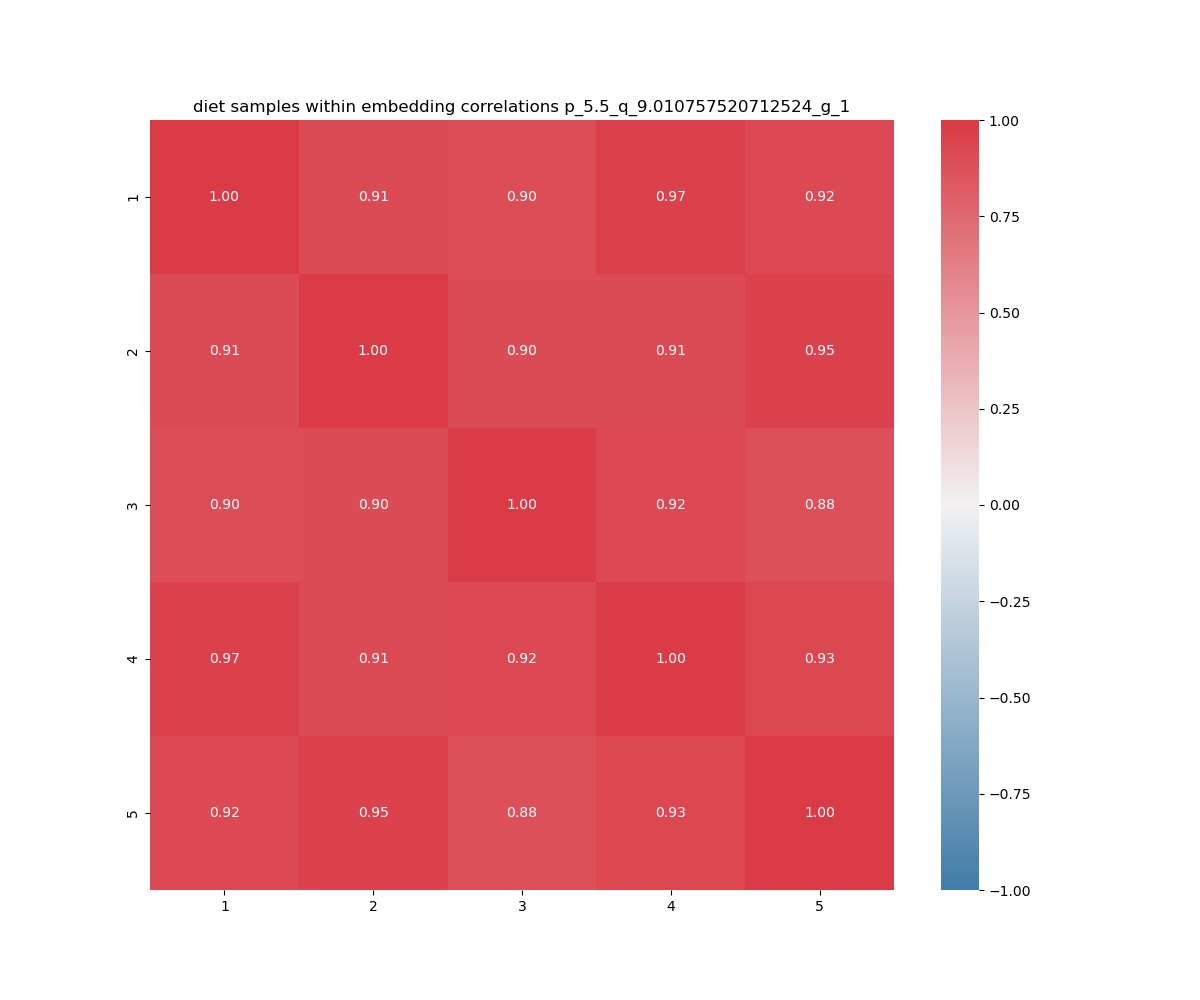 diet samples within embedding correlations p_5.5_q_9.010757520712524_g_1
1 1.00 0.91 0.90 0.97 0.92
2 0.91 1.00 0.90 0.91 0.95
3 0.90 0.90 1.00 0.92 0.88
4 0.97 0.91 0.92 1.00 0.93
5 0.92 0.95 0.88 0.93 1.00
1 2 3 4 5
1.00
0.75
0.50
0.25
0.00
−0.25
−0.50
−0.75
−1.00